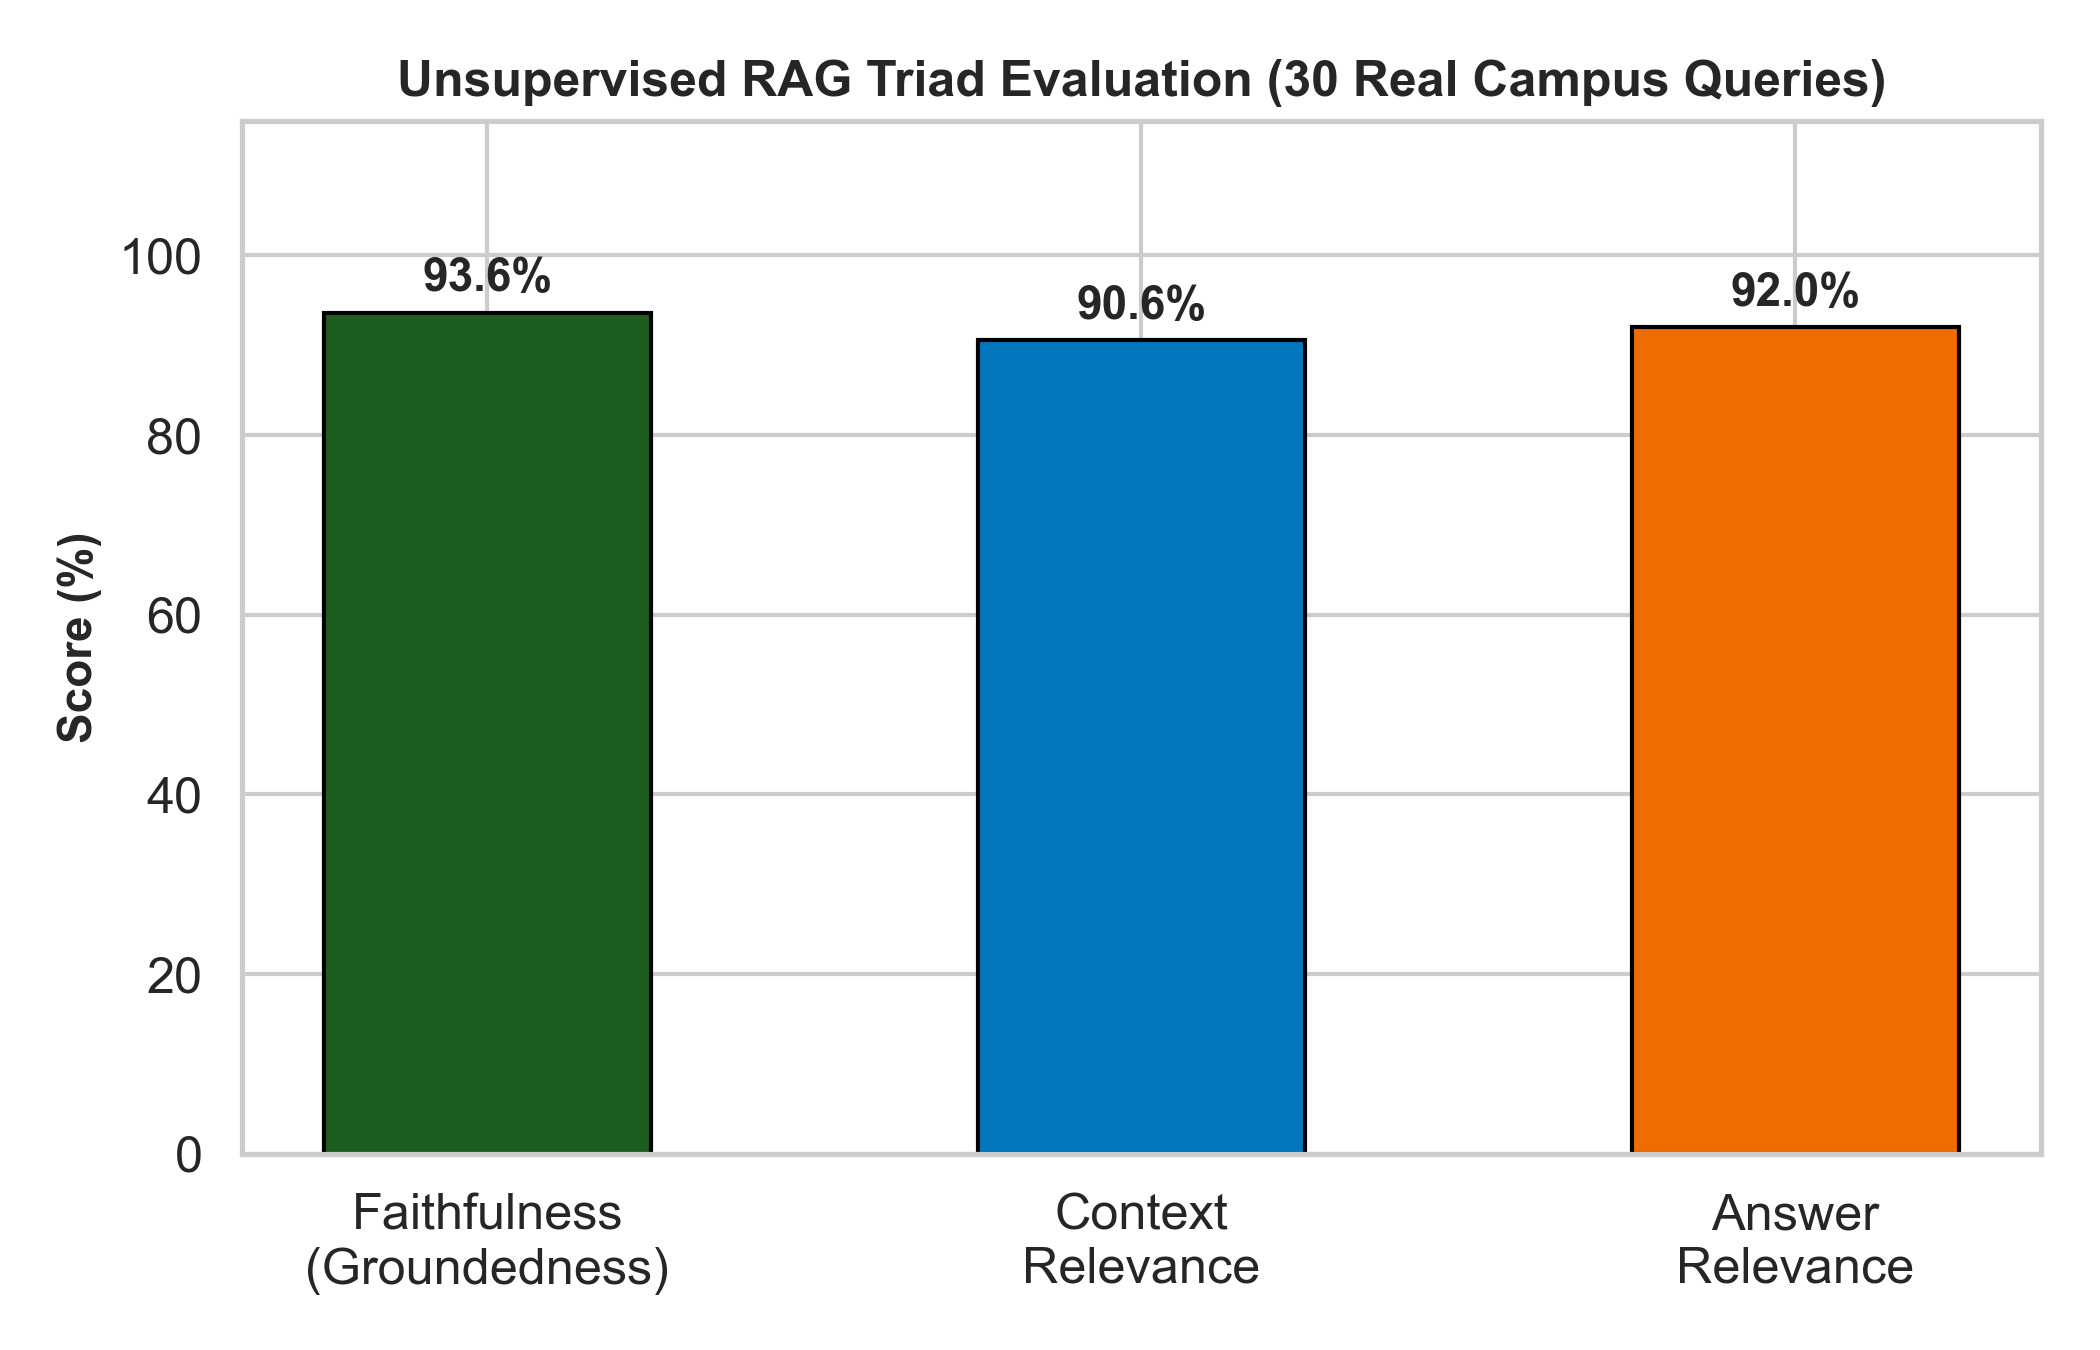 Unsupervised RAG Triad Evaluation (30 Real Campus Queries)
Score (%)
100
80
60
40
20
0
93.6%
90.6%
92.0%
Faithfulness
(Groundedness)
Context
Relevance
Answer
Relevance